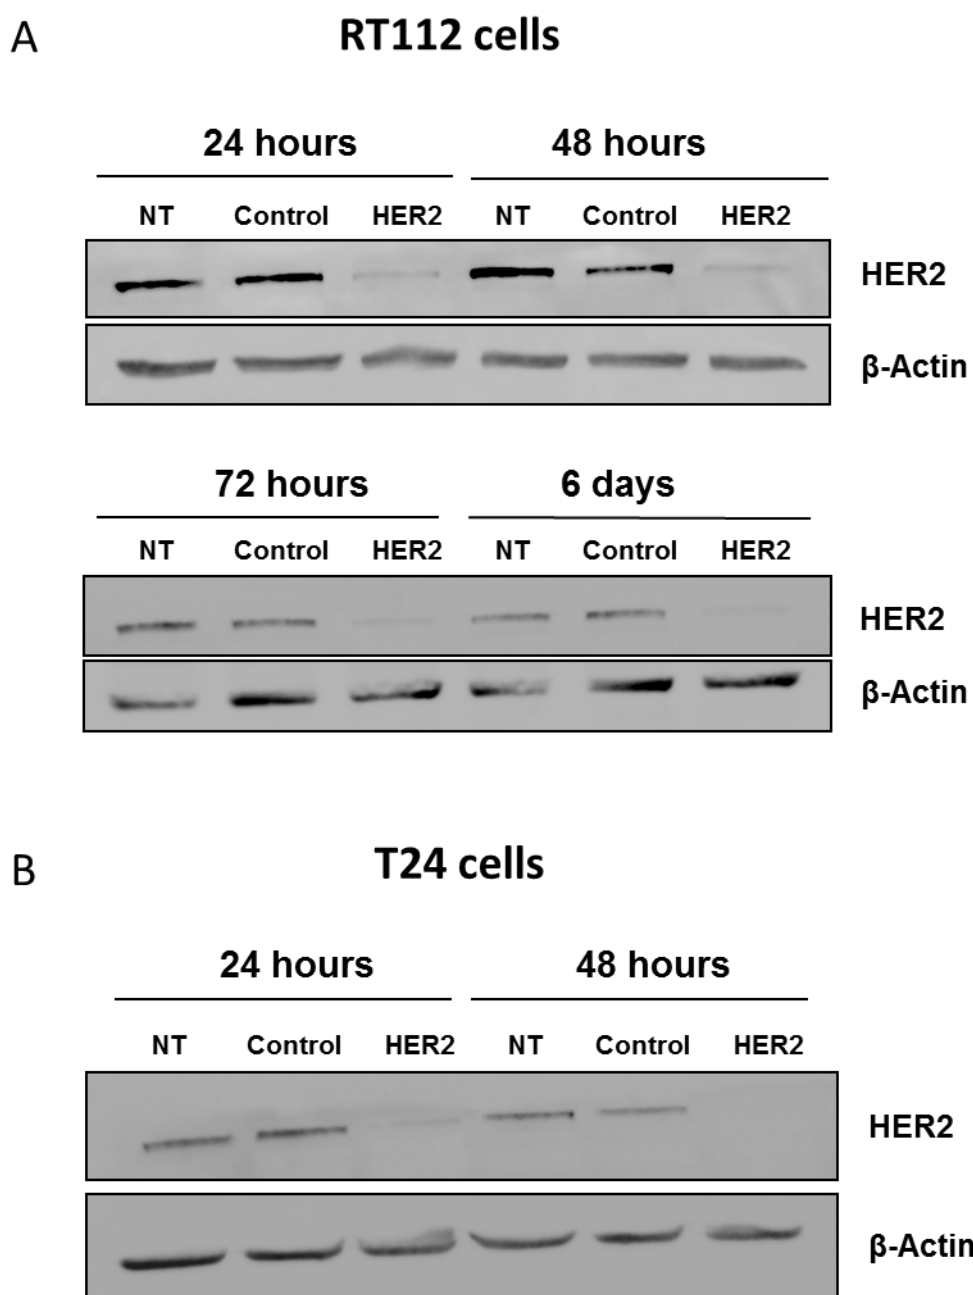 A
RT112 cells
24 hours 48 hours
NT Control HER2 NT Control HER2
HER2
β-Actin
72 hours 6 days
NT Control HER2 NT Control HER2
HER2
β-Actin
B
T24 cells
24 hours 48 hours
NT Control HER2 NT Control HER2
HER2
β-Actin